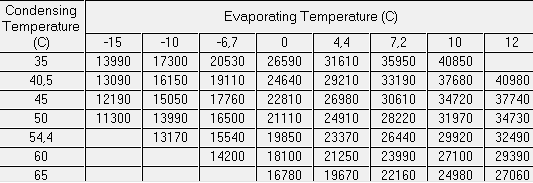 Condensing Temperature (C) Evaporating Temperature (C)
-15 -10 -6,7 0 4,4 7,2 10 12
35 13990 17300 20530 26590 31610 35950 40850
40,5 13090 16150 19110 24640 29210 33190 37680 40980
45 12190 15050 17760 22810 26980 30610 34720 37740
50 11300 13990 16500 21110 24910 28220 31970 34730
54,4 13170 15540 19850 23370 26440 29920 32490
60 14200 18100 21250 23990 27100 29390
65 16780 19670 22160 24980 27060